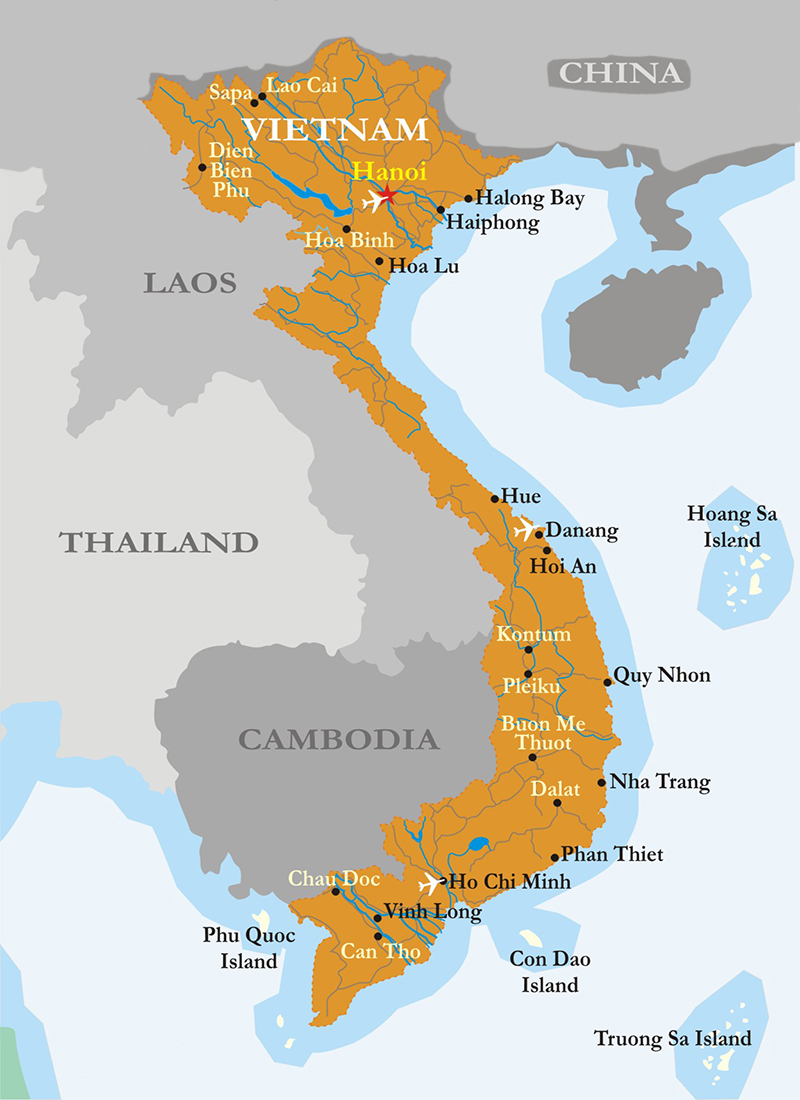 CHINA
Lao Cai
Sapa
VIETNAM
Dien
Bien
Phu
Hanoi
Halong Bay
Haiphong
Hoa Binh
Hoa Lu
LAOS
Hue
Hoang Sa
Island
Danang
THAILAND
Hoi An
Kontum
Quy Nhon
Pleiku
Buon Me
Thuot
CAMBODIA
Nha Trang
Dalat
Phan Thiet
Chau Doc
Ho Chi Minh
Vinh Long
Phu Quoc
Island
Can Tho
Con Dao
Island
Truong Sa Island